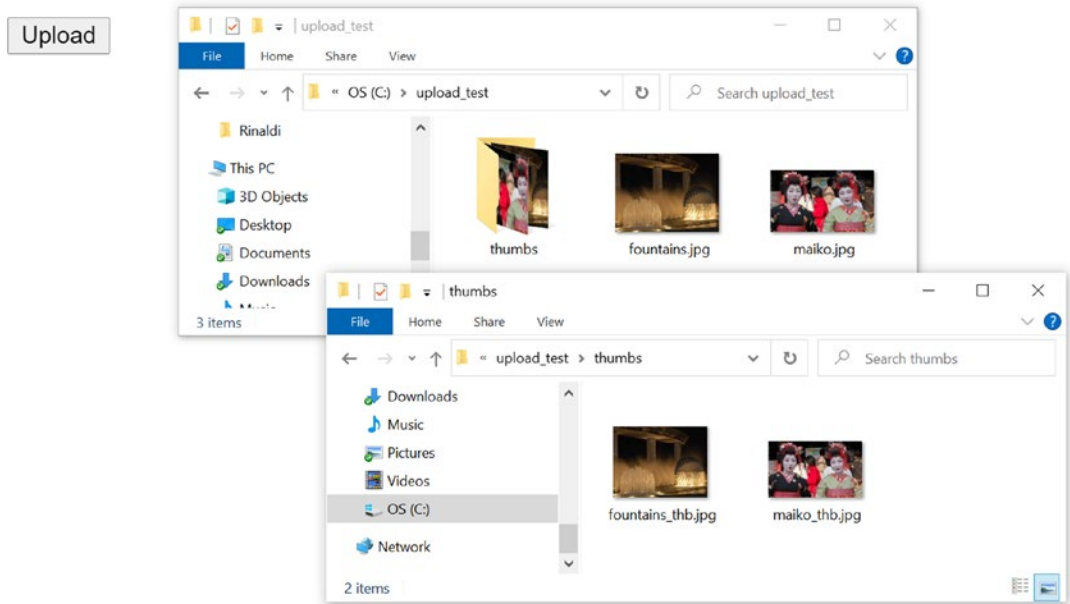 Upload
upload_test
File Home Share View
« OS (C:) > upload_test
Search upload_test
Rinaldi
This PC
3D Objects
Desktop
Documents
Downloads
Music
3 items
thumbs
fountains.jpg
maiko.jpg
thumbs
File Home Share View
« upload_test > thumbs
Search thumbs
Downloads
Music
Pictures
Videos
OS (C:)
Network
2 items
fountains_thb.jpg
maiko_thb.jpg